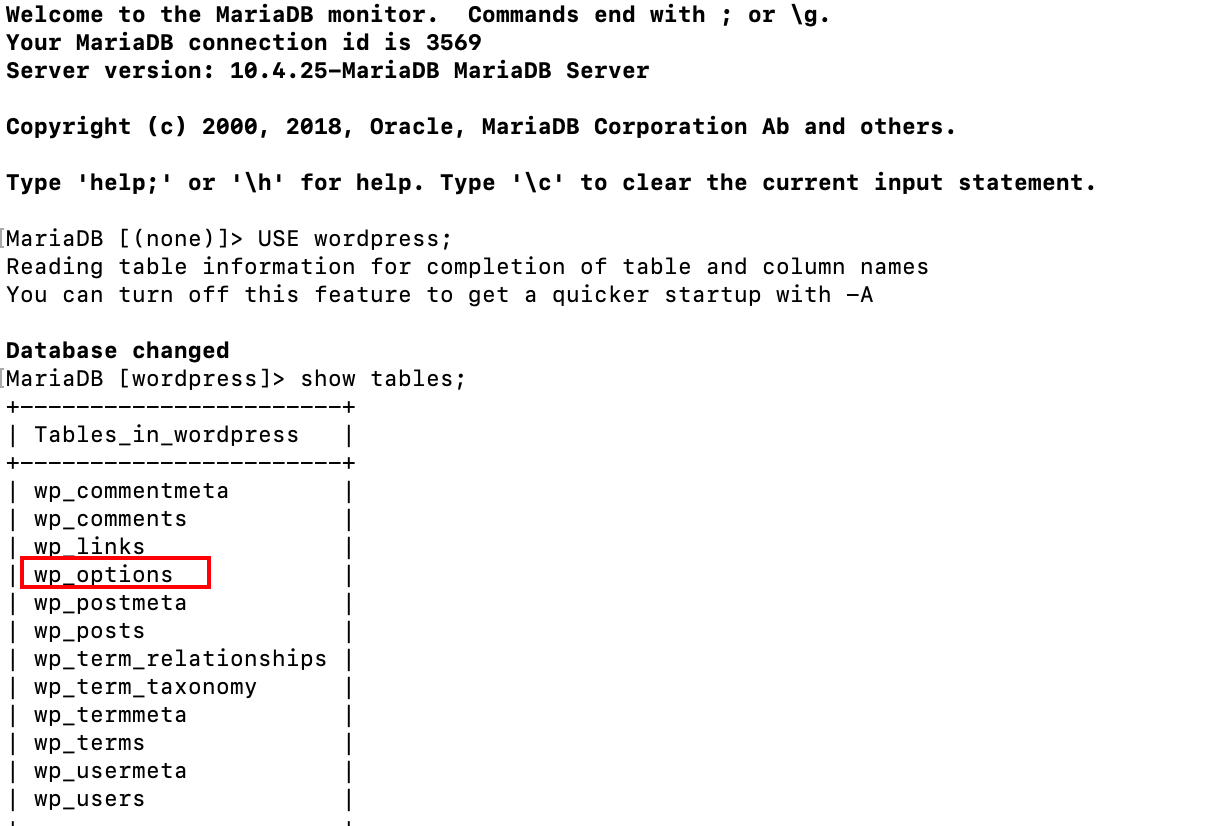 Welcome to the MariaDB monitor.  Commands end with ; or \g.
Your MariaDB connection id is 3569
Server version: 10.4.25-MariaDB MariaDB Server
Copyright (c) 2000, 2018, Oracle, MariaDB Corporation Ab and others.
Type 'help;' or '\h' for help. Type '\c' to clear the current input statement.
[MariaDB [(none)]> USE wordpress;
Reading table information for completion of table and column names
You can turn off this feature to get a quicker startup with -A
Database changed
[MariaDB [wordpress]> show tables;
+-----------------------+
| Tables_in_wordpress   |
+-----------------------+
| wp_commentmeta        |
| wp_comments           |
| wp_links              |
| wp_options            |
| wp_postmeta           |
| wp_posts              |
| wp_term_relationships |
| wp_term_taxonomy      |
| wp_termmeta           |
| wp_terms              |
| wp_usermeta           |
| wp_users              |